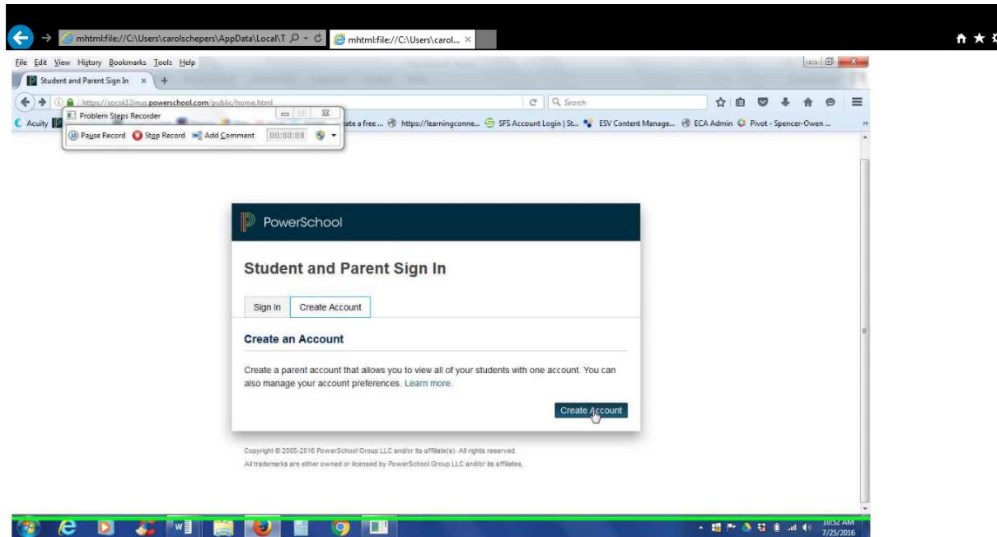 mhtml:file://C:\Users\carolschepers\AppData\Local\T
mhtml:file://C:\Users\carol... ×
File Edit View History Bookmarks Tools Help
Student and Parent Sign In × +
powerschool.com/public/home.html
Search
Problem Steps Recorder
Acuity
ate a free ... https://learningconne... SFS Account Login | St... ESV Content Manage... ECA Admin Pivot - Spencer-Owen ... »
Pause Record Stop Record Add Comment 00:00:08
PowerSchool
Student and Parent Sign In
Sign In Create Account
Create an Account
Create a parent account that allows you to view all of your students with one account. You can
also manage your account preferences. Learn more.
Create Account
Copyright © 2005-2016 PowerSchool Group LLC and/or its affiliate(s). All rights reserved.
All trademarks are either owned or licensed by PowerSchool Group LLC and/or its affiliates.
10:52 AM
7/25/2016